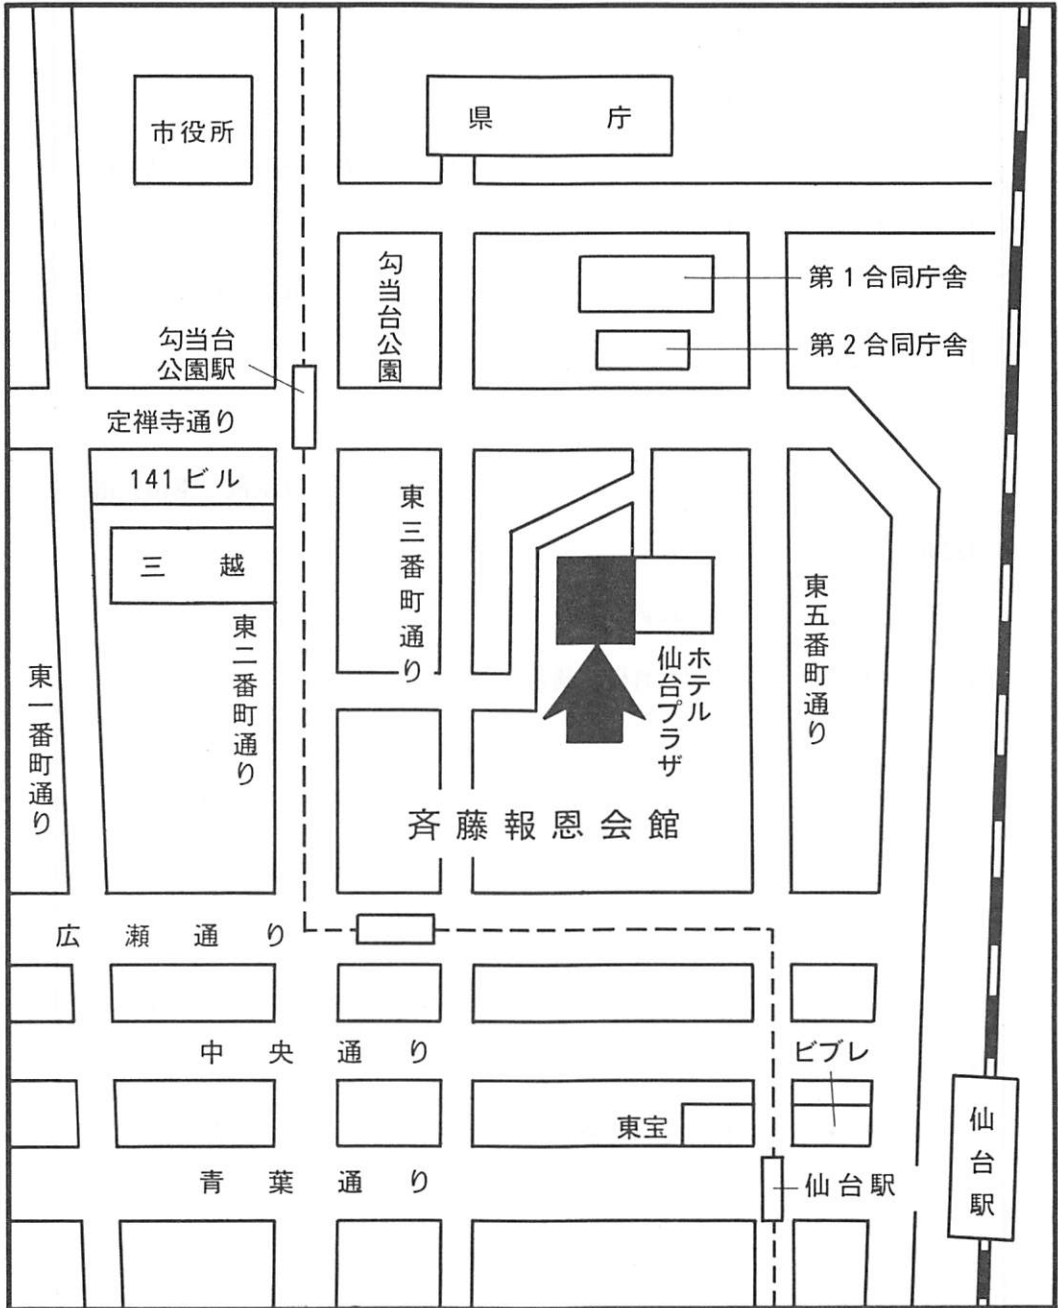 市役所
県庁
勾当台公園
第1合同庁舎
第2合同庁舎
勾当台
公園駅
定禅寺通り
141ビル
三越
東三番町通り
東二番町通り
東一番町通り
東五番町通り
ホテル
仙台プラザ
斉藤報恩会館
広瀬通り
中央通り
ビブレ
東宝
青葉通り
仙台駅
仙台駅